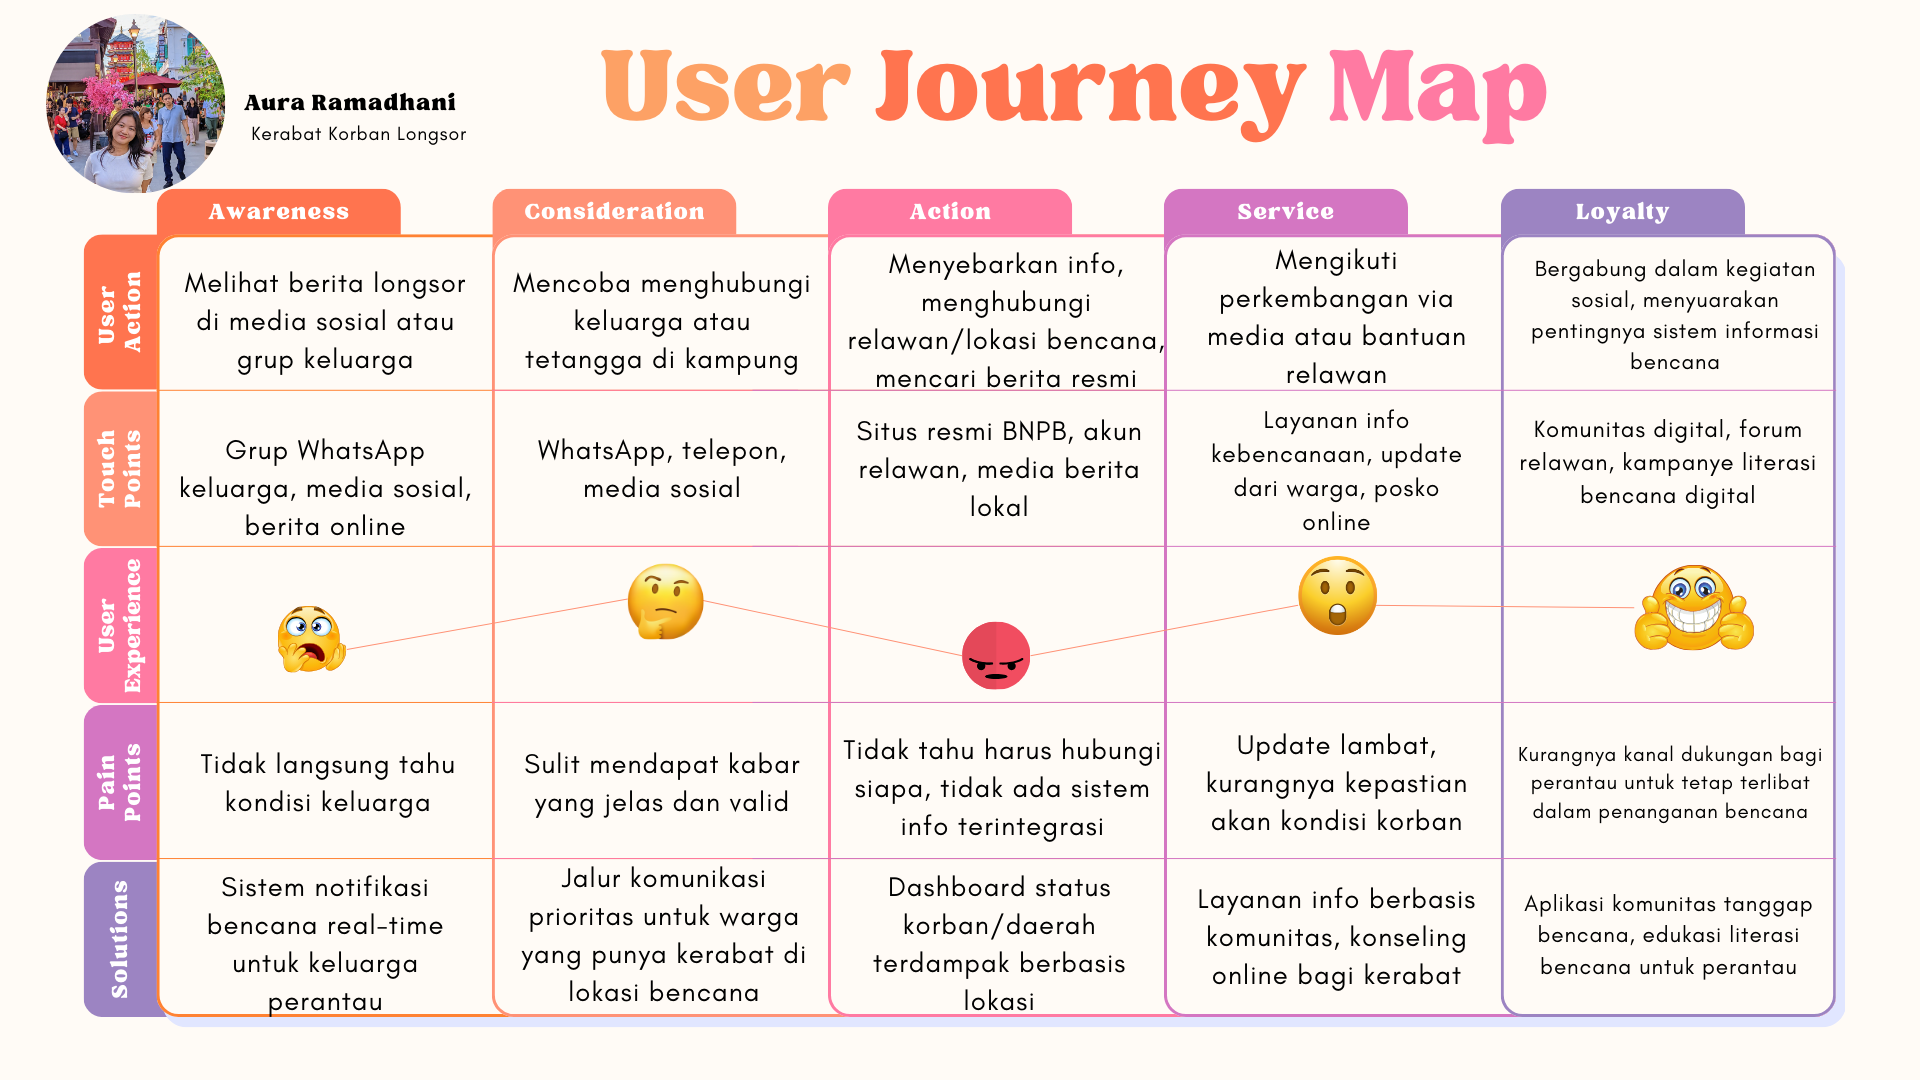 User Journey Map
Aura Ramadhani
Kerabat Korban Longsor
Awareness
Consideration
Action
Service
Loyalty
User
Action
Melihat berita longsor
di media sosial atau
grup keluarga
Mencoba menghubungi
keluarga atau
tetangga di kampung
Menyebarkan info,
menghubungi
relawan/lokasi bencana,
mencari berita resmi
Mengikuti
perkembangan via
media atau bantuan
relawan
Bergabung dalam kegiatan
sosial, menyuarakan
pentingnya sistem informasi
bencana
Touch
Points
Grup WhatsApp
keluarga, media sosial,
berita online
WhatsApp, telepon,
media sosial
Situs resmi BNPB, akun
relawan, media berita
lokal
Layanan info
kebencanaan, update
dari warga, posko
online
Komunitas digital, forum
relawan, kampanye literasi
bencana digital
User
Experience
Pain
Points
Tidak langsung tahu
kondisi keluarga
Sulit mendapat kabar
yang jelas dan valid
Tidak tahu harus hubungi
siapa, tidak ada sistem
info terintegrasi
Update lambat,
kurangnya kepastian
akan kondisi korban
Kurangnya kanal dukungan bagi
perantau untuk tetap terlibat
dalam penanganan bencana
Solutions
Sistem notifikasi
bencana real-time
untuk keluarga
perantau
Jalur komunikasi
prioritas untuk warga
yang punya kerabat di
lokasi bencana
Dashboard status
korban/daerah
terdampak berbasis
lokasi
Layanan info berbasis
komunitas, konseling
online bagi kerabat
Aplikasi komunitas tanggap
bencana, edukasi literasi
bencana untuk perantau